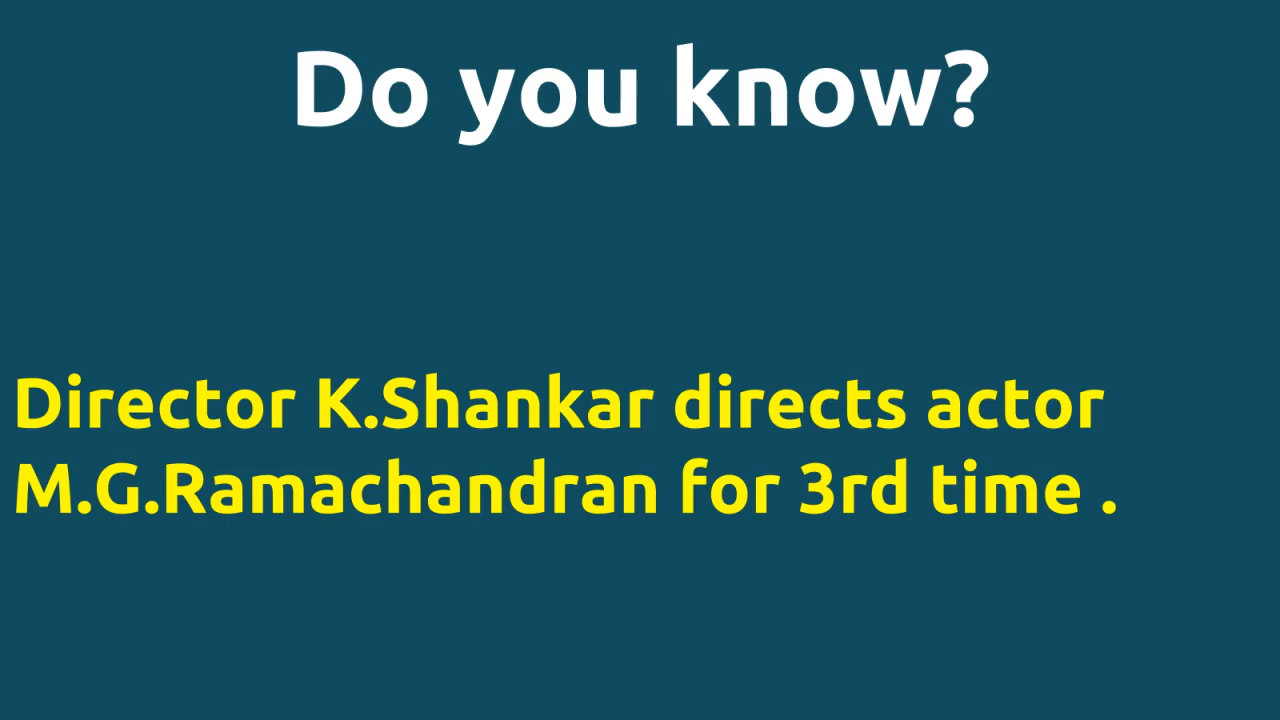 Do you know?
Director K.Shankar directs actor
M.G.Ramachandran for 3rd time .